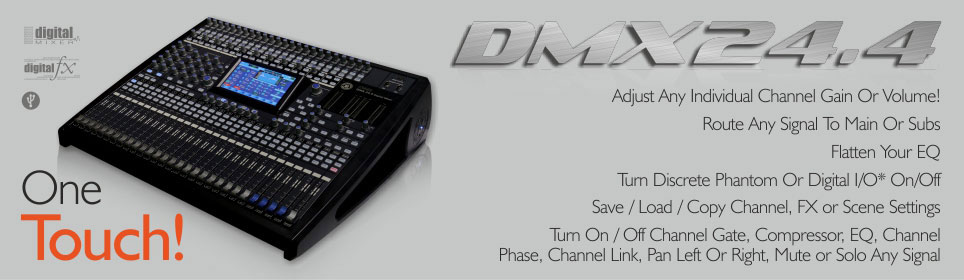 digital
MIXER
digital fx
One
Touch!
DMX24.4
Adjust Any Individual Channel Gain Or Volume!
Route Any Signal To Main Or Subs
Flatten Your EQ
Turn Discrete Phantom Or Digital I/O* On/Off
Save / Load / Copy Channel, FX or Scene Settings
Turn On / Off Channel Gate, Compressor, EQ, Channel
Phase, Channel Link, Pan Left Or Right, Mute or Solo Any Signal